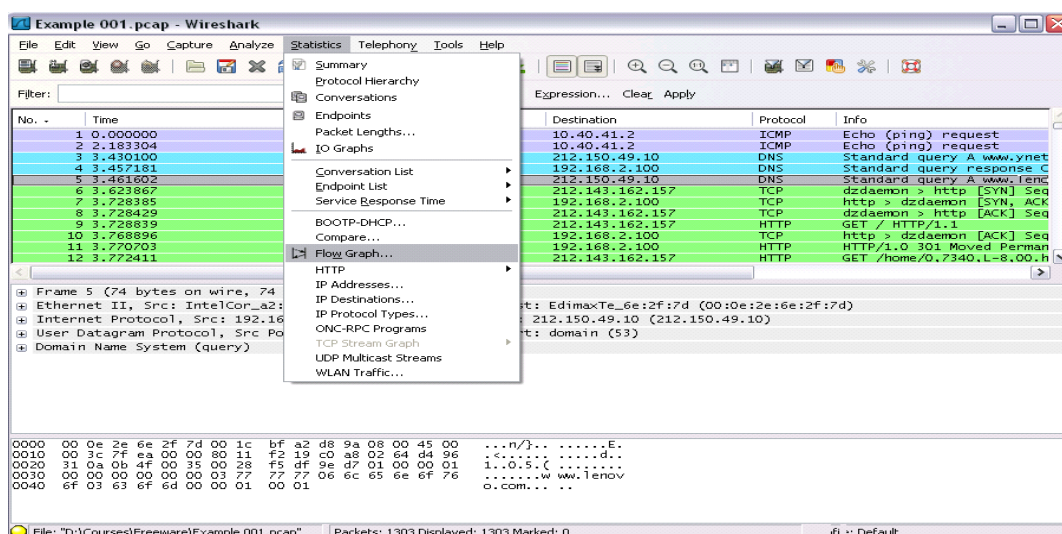 Example 001.pcap - Wireshark
File Edit View Go Capture Analyze Statistics Telephony Tools Help
Filter: Expression... Clear Apply
Summary
Protocol Hierarchy
Conversations
Endpoints
Packet Lengths...
IO Graphs
Conversation List
Endpoint List
Service Response Time
BOOTP-DHCP...
Compare...
Flow Graph...
HTTP
IP Addresses...
IP Destinations...
IP Protocol Types...
ONC-RPC Programs
TCP Stream Graph
UDP Multicast Streams
WLAN Traffic...
No. Time Destination Protocol Info
1 0.000000 10.40.41.2 ICMP Echo (ping) request
2 2.183304 10.40.41.2 ICMP Echo (ping) request
3 3.430100 212.150.49.10 DNS Standard query A www.ynet
4 3.457181 192.168.2.100 DNS Standard query response C
5 3.461602 212.150.49.10 DNS Standard query A www.lenc
6 3.623867 212.143.162.157 TCP dzdaemon > http [SYN] Seq
7 3.728385 192.168.2.100 TCP http > dzdaemon [SYN, ACK
8 3.728429 212.143.162.157 TCP dzdaemon > http [ACK] Seq
9 3.728839 212.143.162.157 HTTP GET / HTTP/1.1
10 3.768896 192.168.2.100 TCP http > dzdaemon [ACK] Seq
11 3.770703 192.168.2.100 HTTP HTTP/1.0 301 Moved Perman
12 3.772411 212.143.162.157 HTTP GET /home/0,7340,L-8,00.h
Frame 5 (74 bytes on wire, 74
Ethernet II, Src: IntelCor_a2: st: EdimaxTe_6e:2f:7d (00:0e:2e:6e:2f:7d)
Internet Protocol, Src: 192.16 212.150.49.10 (212.150.49.10)
User Datagram Protocol, Src Po t: domain (53)
Domain Name System (query)
0000 00 0e 2e 6e 2f 7d 00 1c bf a2 d8 9a 08 00 45 00 ...n/}.. ......E.
0010 00 3c 7f ea 00 00 80 11 f2 19 c0 a8 02 64 d4 96 .<...... .....d..
0020 31 0a 0b 4f 00 35 00 28 f5 df 9e d7 01 00 00 01 1..O.5.( ........
0030 00 00 00 00 00 00 03 77 77 77 06 6c 65 6e 6f 76 .......w ww.lenov
0040 6f 03 63 6f 6d 00 00 01 00 01 o.com... ..
File: "D:\Courses\Freeware\Example 001.pcap" Packets: 1303 Displayed: 1303 Marked: 0 Default